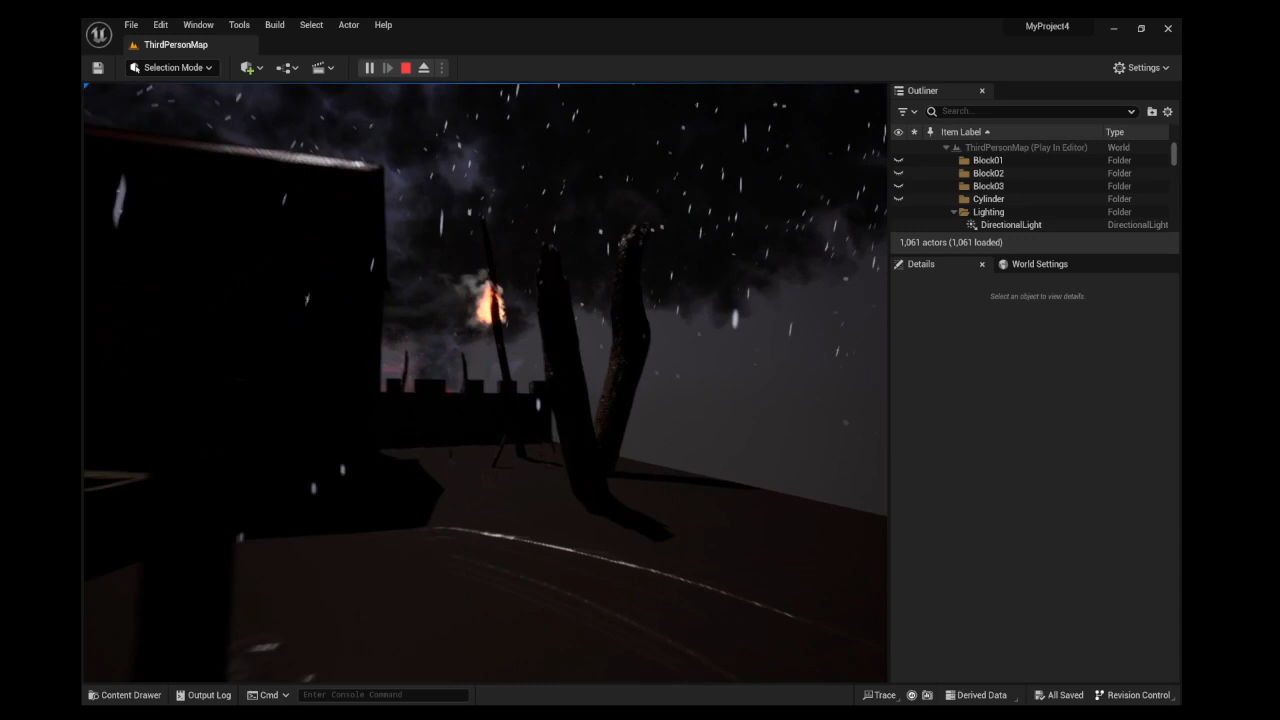 File Edit Window Tools Build Select Actor Help
MyProject4
ThirdPersonMap
Selection Mode
Settings
Outliner
Search...
Item Label Type
ThirdPersonMap (Play In Editor) World
Block01 Folder
Block02 Folder
Block03 Folder
Cylinder Folder
Lighting Folder
DirectionalLight DirectionalLight
1,061 actors (1,061 loaded)
Details World Settings
Select an object to view details.
Content Drawer Output Log Cmd Enter Console Command Trace Derived Data All Saved Revision Control